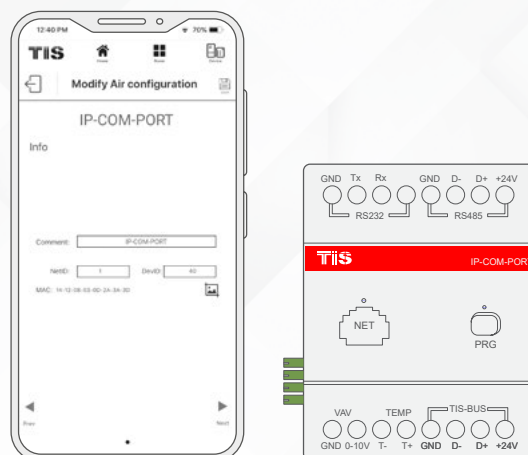 12:40 PM
70%
TIS
Home
Modify Air configuration
IP-COM-PORT
Info
Comment: IP-COM-PORT
NetID: 1 DevID: 40
Prev Next
GND Tx Rx GND D- D+ +24V
RS232 RS485
TIS IP-COM-PORT
NET
PRG
VAV TEMP TIS-BUS
GND 0-10V T- T+ GND D- D+ +24V